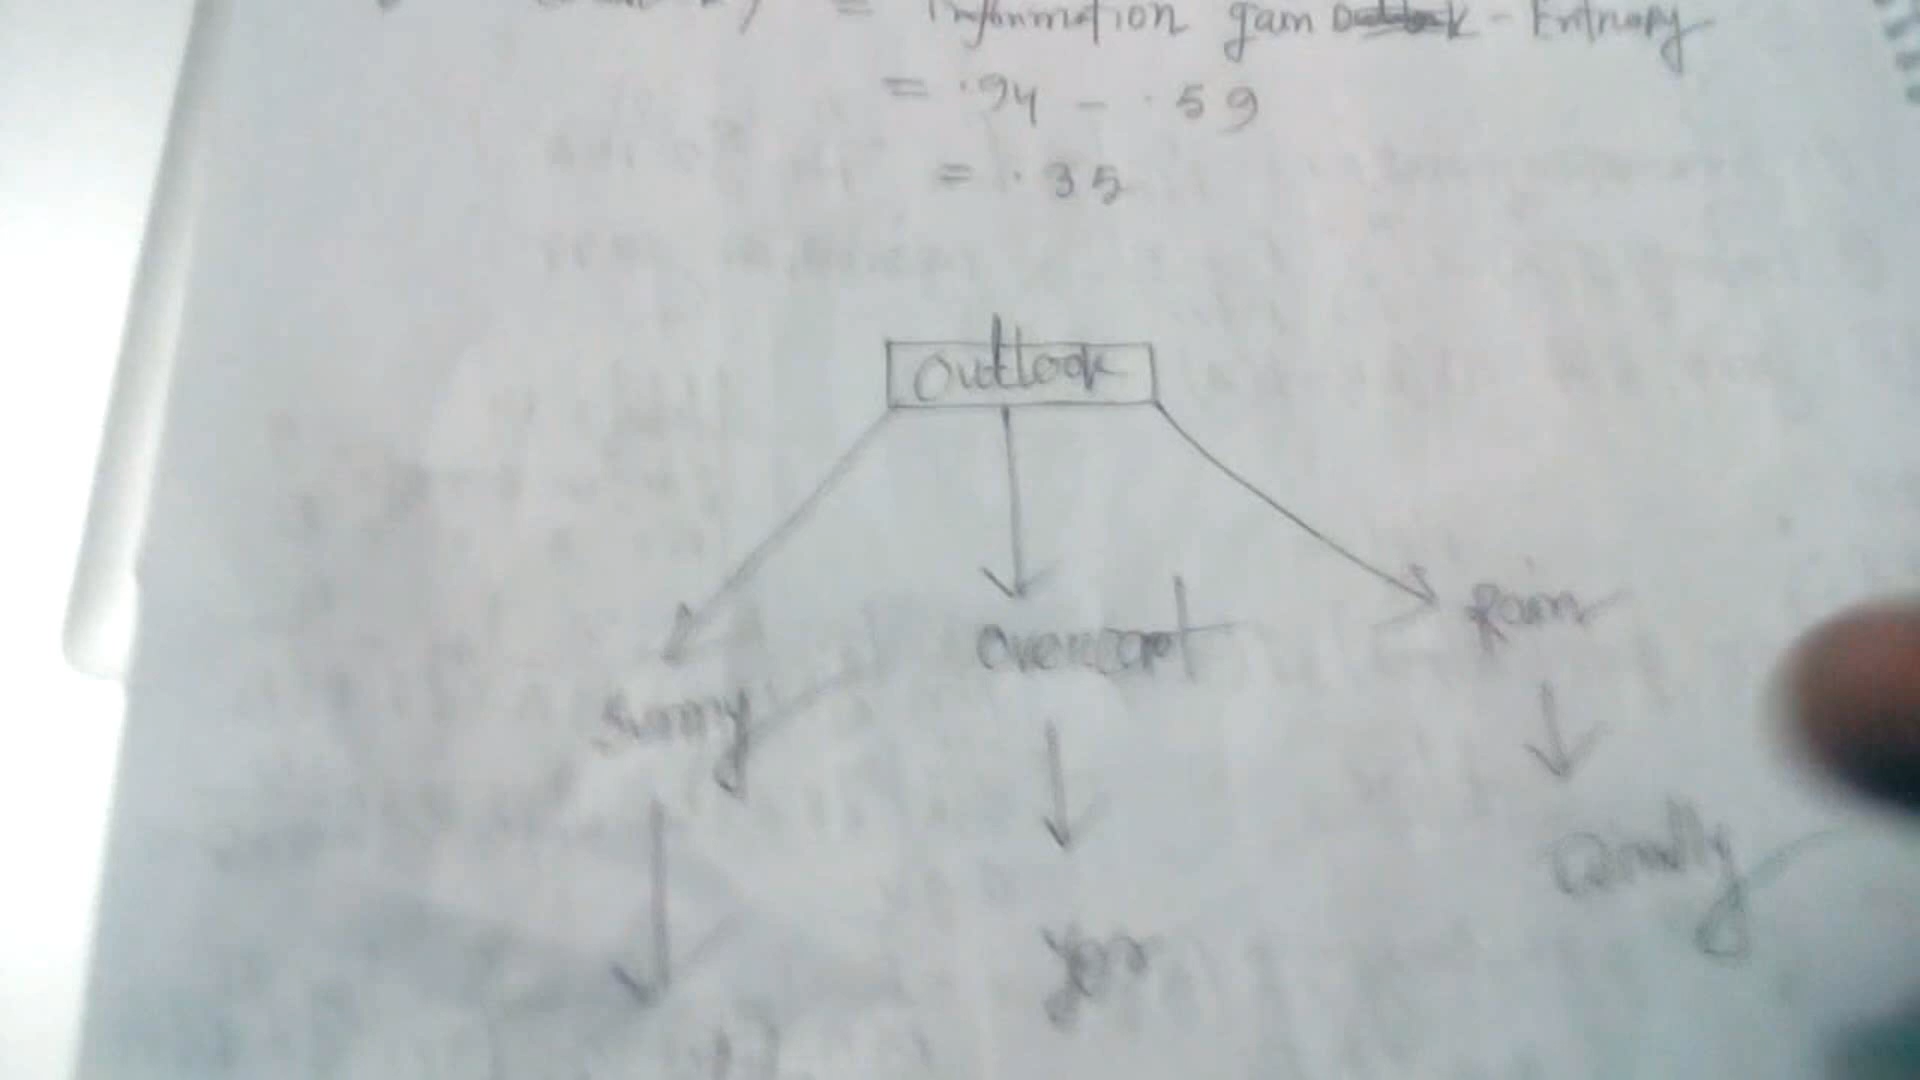 = Information gain - Entropy
= .94 - .59
= .35
Outlook
Sunny
Overcast
Rain
Yes